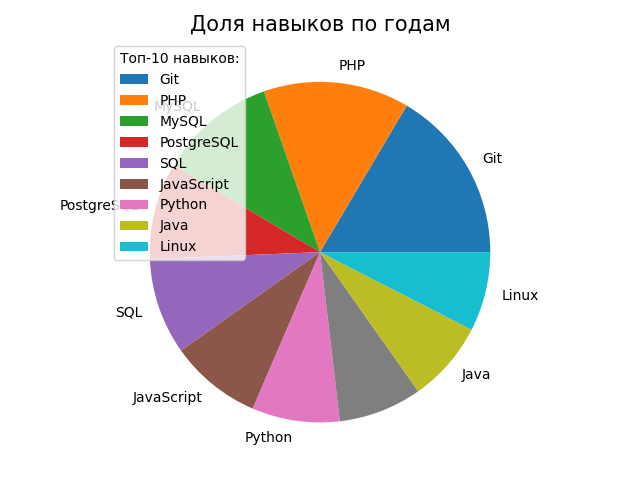 Доля навыков по годам
Топ-10 навыков:
Git
PHP
MySQL
PostgreSQL
SQL
JavaScript
Python
Java
Linux
PHP
Git
MySQL
PostgreSQL
SQL
JavaScript
Python
Java
Linux